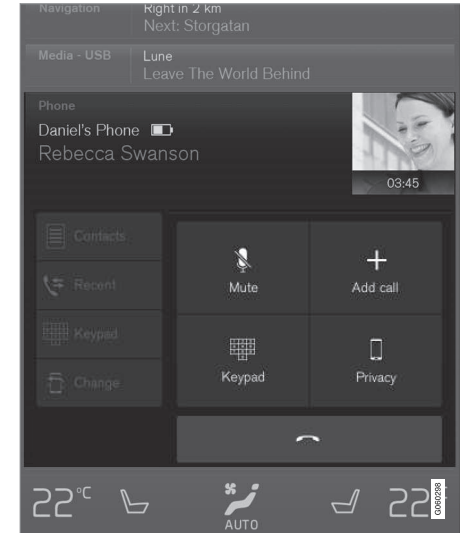 Navigation
Right in 2 km
Next: Storgatan
Media - USB
Lune
Leave The World Behind
Phone
Daniel's Phone
Rebecca Swanson
03:45
Contacts
Recent
Keypad
Change
Mute
Add call
Keypad
Privacy
22°C
AUTO
22°
G060298